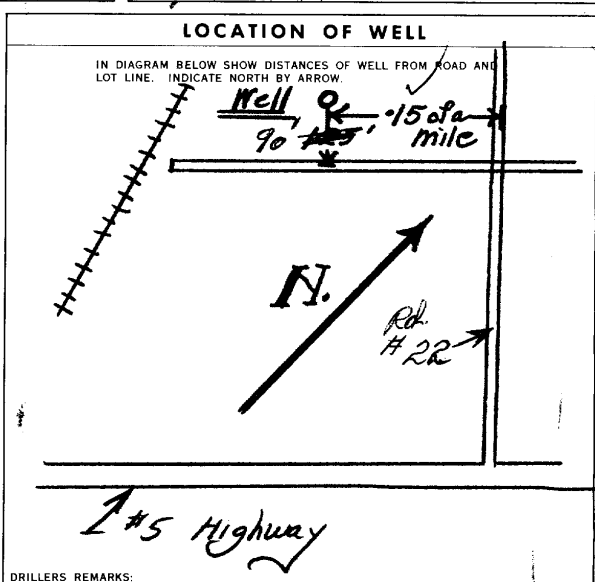 LOCATION OF WELL
IN DIAGRAM BELOW SHOW DISTANCES OF WELL FROM ROAD AND
LOT LINE. INDICATE NORTH BY ARROW.
Well
.15 of a
mile
90'
N.
Rd.
# 22
#5 Highway
DRILLERS REMARKS: